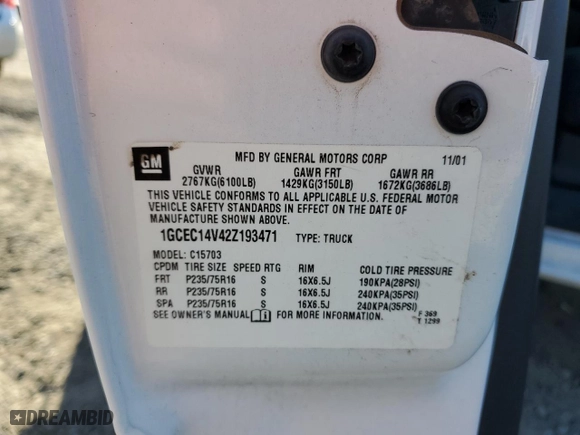 GM MFD BY GENERAL MOTORS CORP 11/01
GVWR GAWR FRT GAWR RR
2767KG(6100LB) 1429KG(3150LB) 1672KG(3686LB)
THIS VEHICLE CONFORMS TO ALL APPLICABLE U.S. FEDERAL MOTOR
VEHICLE SAFETY STANDARDS IN EFFECT ON THE DATE OF
MANUFACTURE SHOWN ABOVE.
1GCEC14V42Z193471 TYPE: TRUCK
MODEL: C15703
CPDM TIRE SIZE SPEED RTG RIM COLD TIRE PRESSURE
FRT P235/75R16 S 16X6.5J 190KPA(28PSI)
RR P235/75R16 S 16X6.5J 240KPA(35PSI)
SPA P235/75R16 S 16X6.5J 240KPA(35PSI)
SEE OWNER'S MANUAL FOR MORE INFORMATION.
F 369
T 1299
DREAMBID